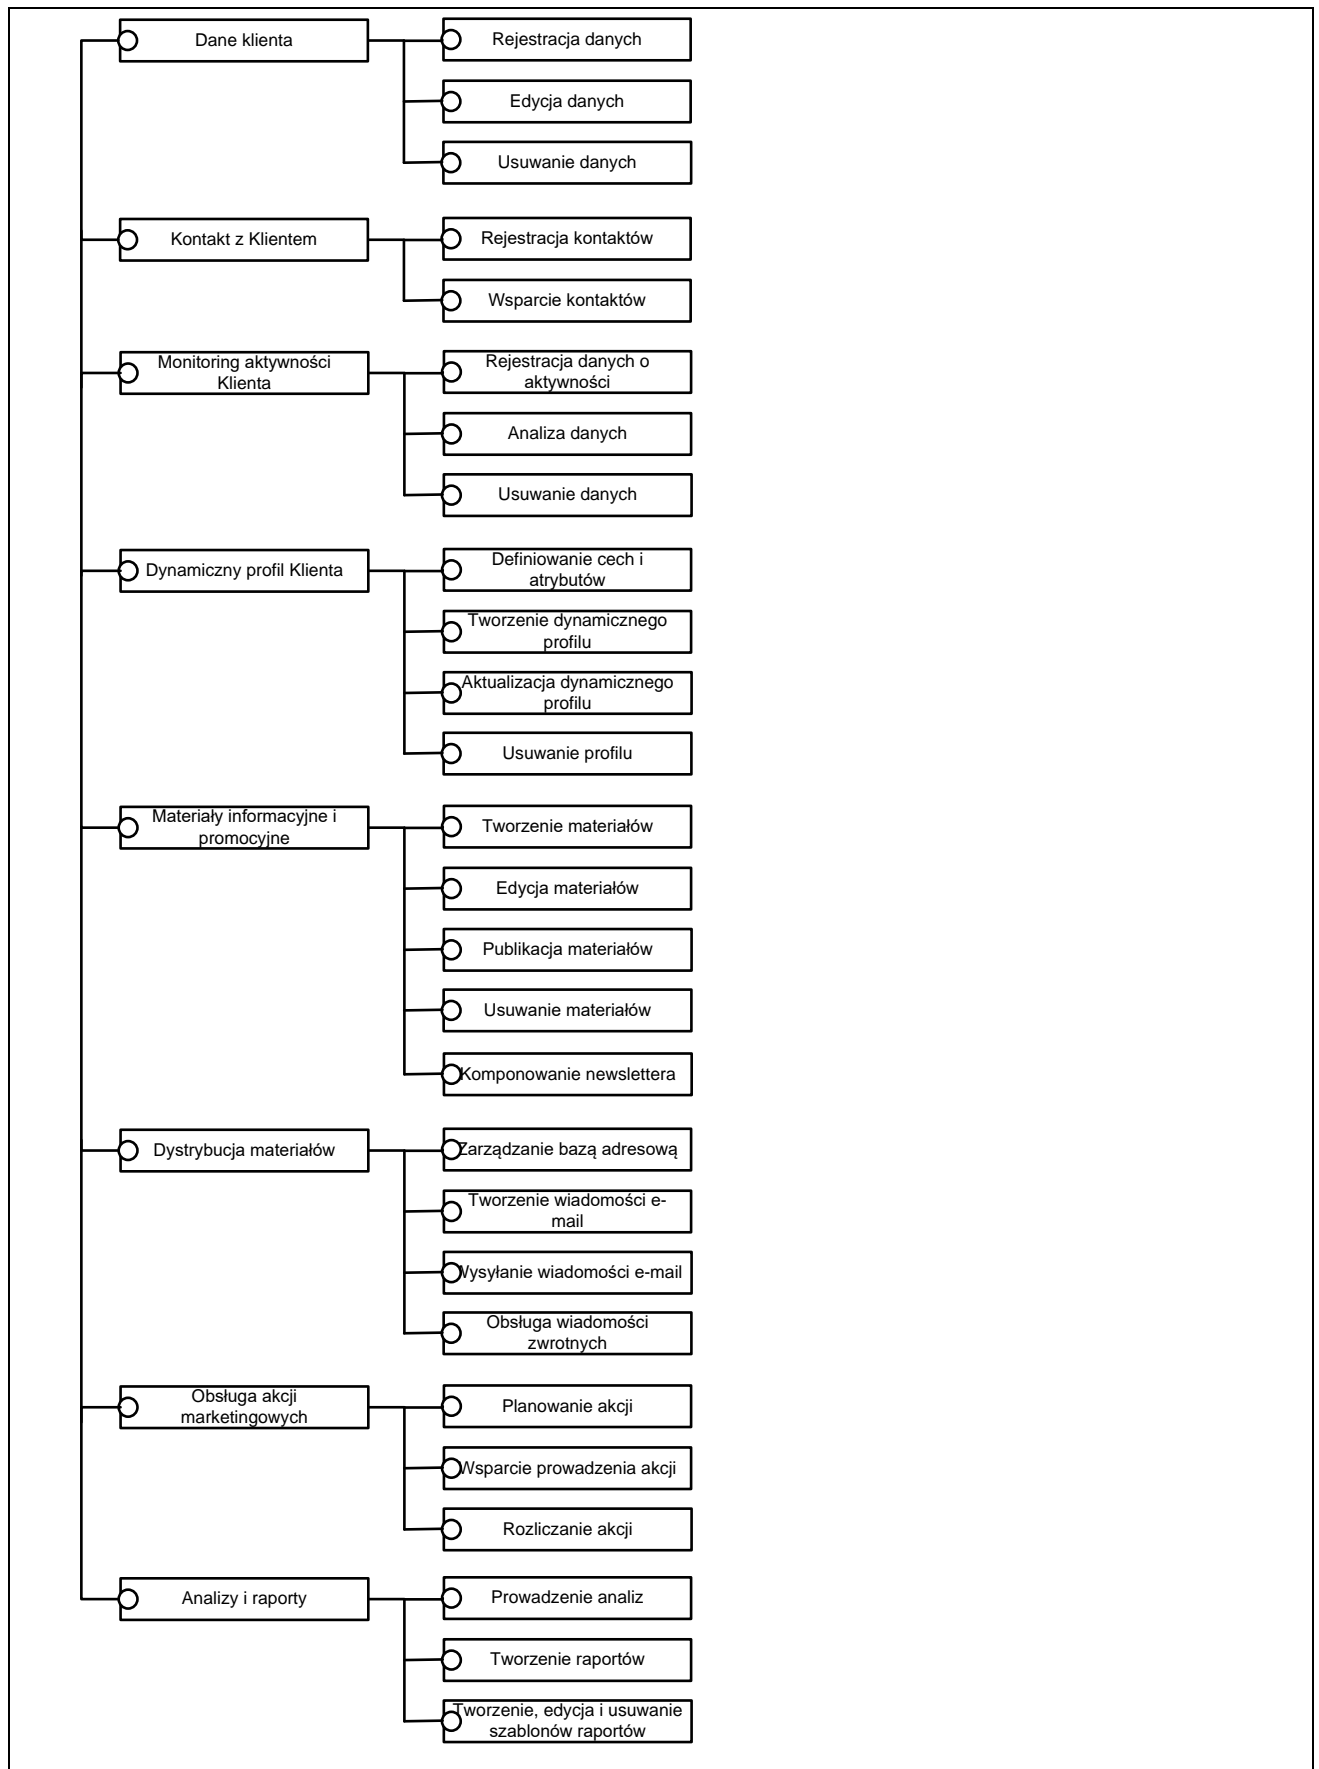 Dane klienta
Rejestracja danych
Edycja danych
Usuwanie danych
Kontakt z Klientem
Rejestracja kontaktów
Wsparcie kontaktów
Monitoring aktywności
Klienta
Rejestracja danych o
aktywności
Analiza danych
Usuwanie danych
Dynamiczny profil Klienta
Definiowanie cech i
atrybutów
Tworzenie dynamicznego
profilu
Aktualizacja dynamicznego
profilu
Usuwanie profilu
Materiały informacyjne i
promocyjne
Tworzenie materiałów
Edycja materiałów
Publikacja materiałów
Usuwanie materiałów
Komponowanie newslettera
Dystrybucja materiałów
Zarządzanie bazą adresową
Tworzenie wiadomości e-
mail
Wysyłanie wiadomości e-mail
Obsługa wiadomości
zwrotnych
Obsługa akcji
marketingowych
Planowanie akcji
Wsparcie prowadzenia akcji
Rozliczanie akcji
Analizy i raporty
Prowadzenie analiz
Tworzenie raportów
Tworzenie, edycja i usuwanie
szablonów raportów